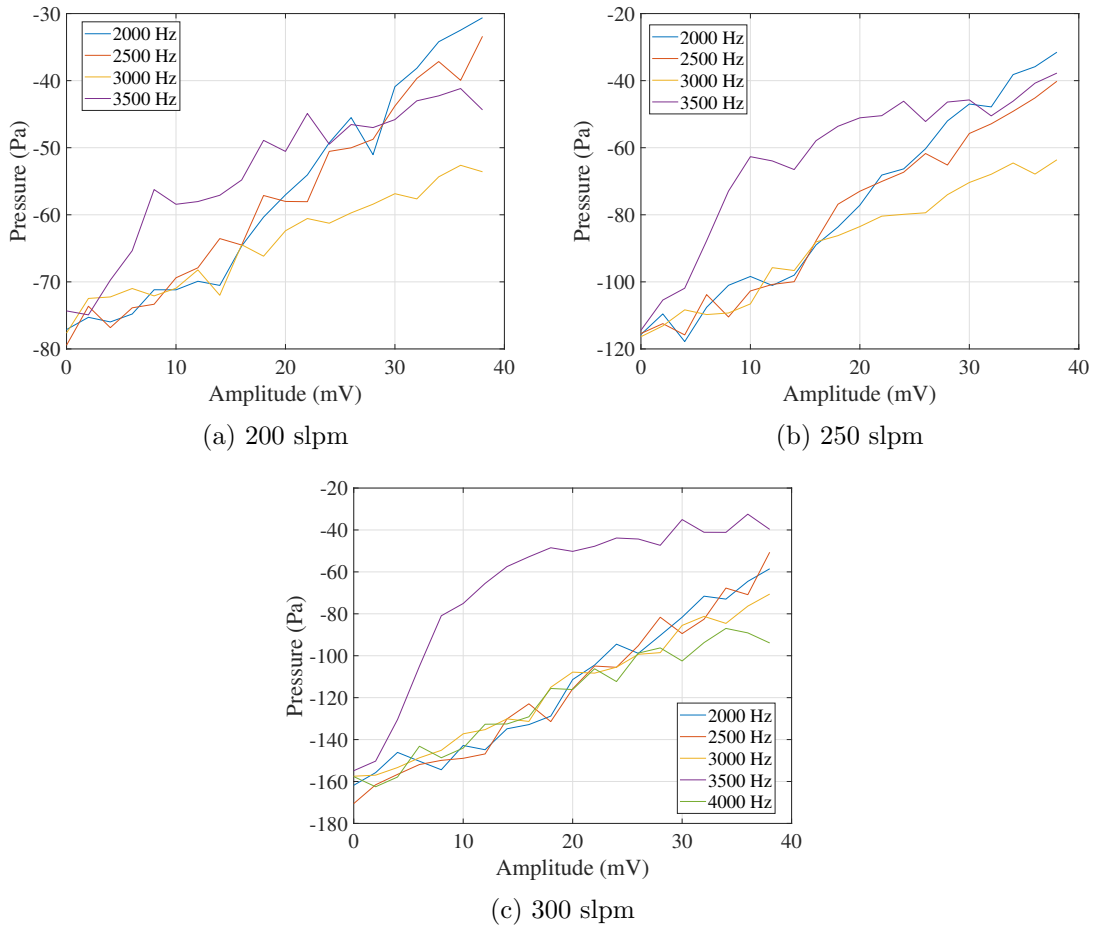 -30
-40
-50
-60
-70
-80
Pressure (Pa)
0
10
20
30
40
Amplitude (mV)
2000 Hz
2500 Hz
3000 Hz
3500 Hz
(a) 200 slpm
-20
-40
-60
-80
-100
-120
Pressure (Pa)
0
10
20
30
40
Amplitude (mV)
2000 Hz
2500 Hz
3000 Hz
3500 Hz
(b) 250 slpm
-20
-40
-60
-80
-100
-120
-140
-160
-180
Pressure (Pa)
0
10
20
30
40
Amplitude (mV)
2000 Hz
2500 Hz
3000 Hz
3500 Hz
4000 Hz
(c) 300 slpm